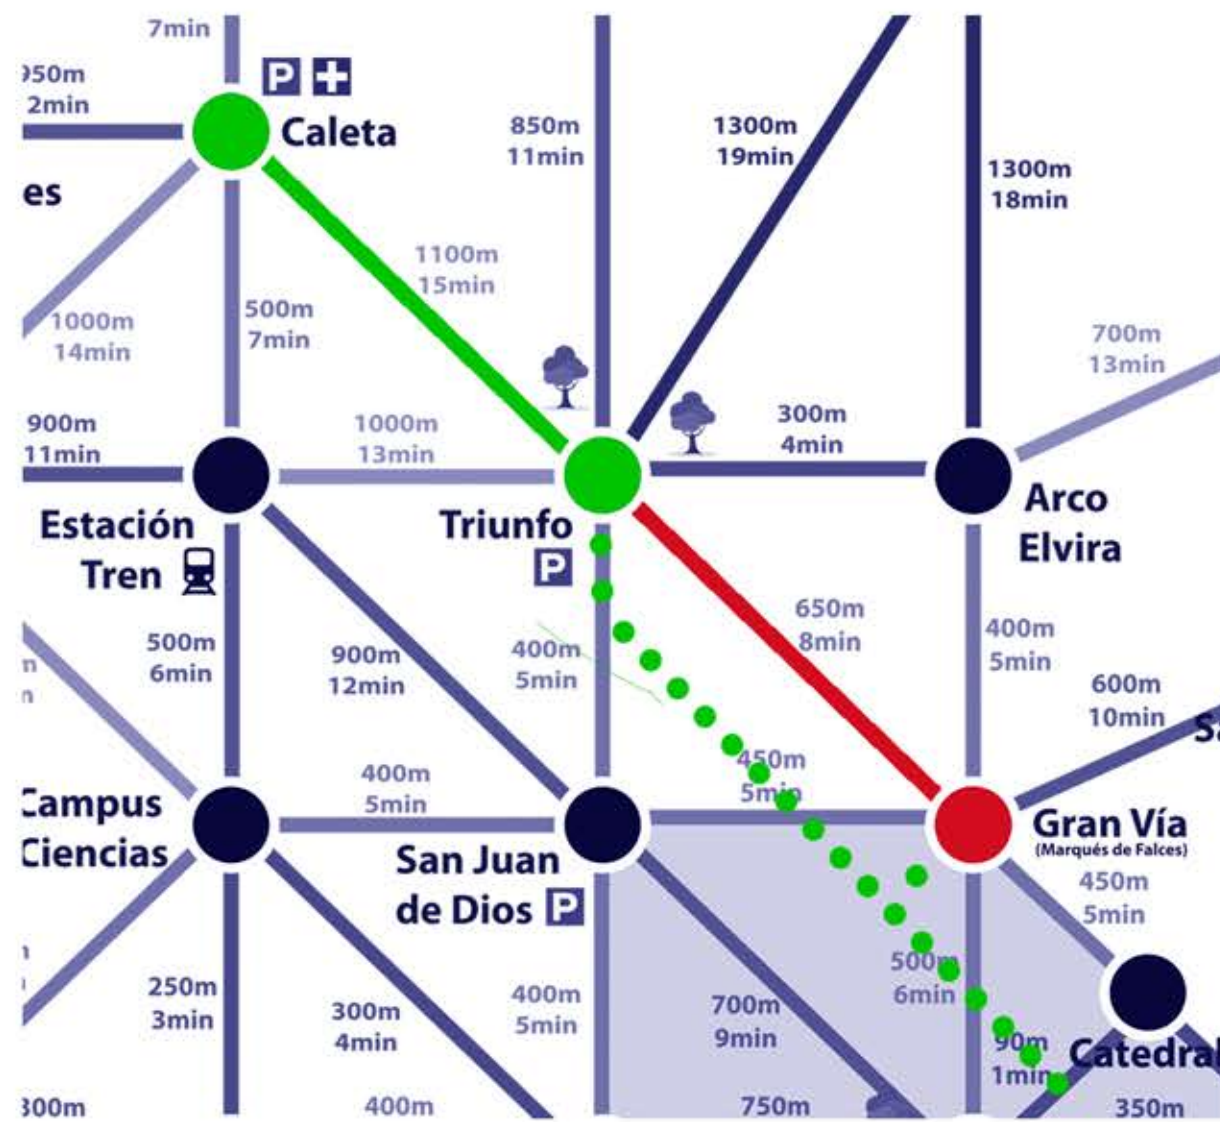 7min
950m
2min
P
Caleta
850m
11min
1300m
19min
1300m
18min
es
1100m
15min
1000m
14min
500m
7min
700m
13min
900m
11min
1000m
13min
300m
4min
Estación
Tren
Triunfo
P
Arco
Elvira
650m
8min
500m
6min
900m
12min
400m
5min
400m
5min
600m
10min
450m
5min
400m
5min
Campus
Ciencias
San Juan
de Dios P
Gran Vía
(Marqués de Falces)
450m
5min
500m
6min
250m
3min
300m
4min
400m
5min
700m
9min
90m
1min
Catedral
300m
400m
750m
350m